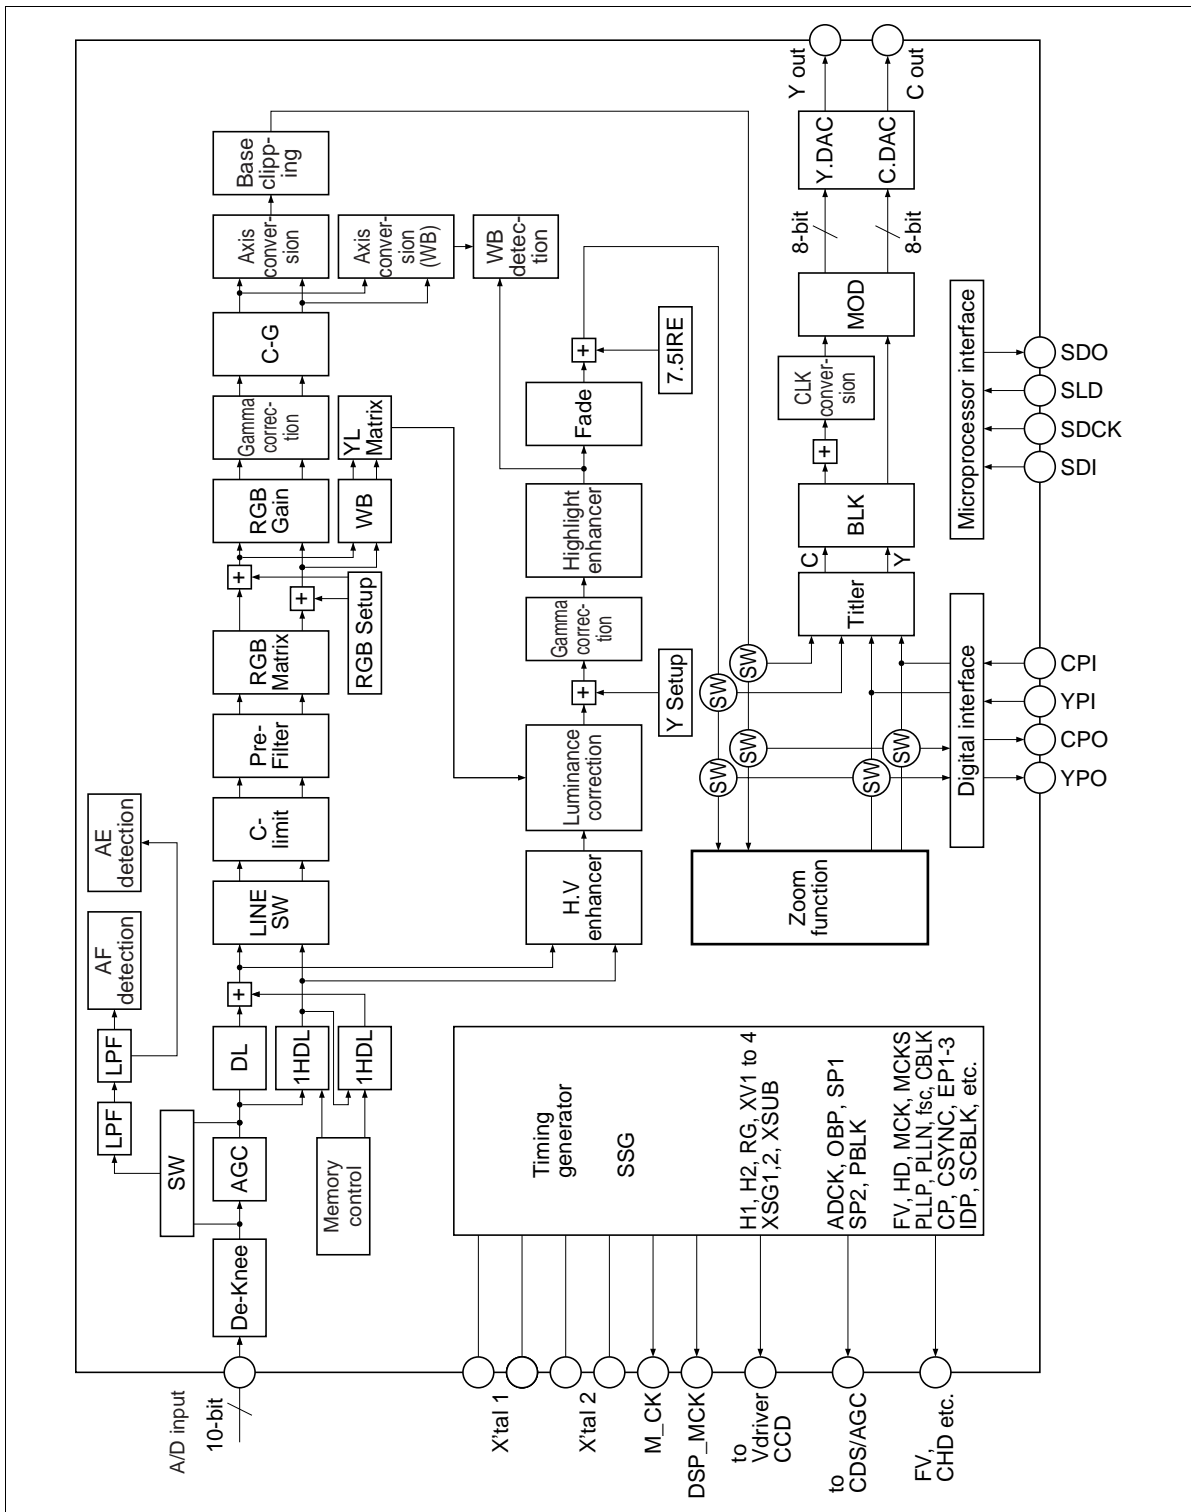 A/D input
10-bit
De-Knee
SW
AGC
LPF
LPF
AF
detection
AE
detection
DL
1HDL
1HDL
Memory
control
+
LINE
SW
C-
limit
Pre-
Filter
RGB
Matrix
+
+
RGB Setup
RGB
Gain
WB
YL
Matrix
Gamma
correc-
tion
C-G
Axis
conver-
sion
Axis
conver-
sion
(WB)
Base
clipp-
ing
WB
detec-
tion
H.V
enhancer
Luminance
correction
+
Y Setup
Gamma
correc-
tion
Highlight
enhancer
Fade
+
7.5IRE
Zoom
function
SW
SW
SW
SW
SW
SW
Titler
C
Y
BLK
+
CLK
conver-
sion
MOD
8-bit
8-bit
Y.DAC
C.DAC
Y out
C out
Digital interface
YPO
CPO
YPI
CPI
Microprocessor interface
SDI
SDCK
SLD
SDO
Timing
generator
SSG
H1, H2, RG, XV1 to 4
XSG1,2, XSUB
ADCK, OBP, SP1
SP2, PBLK
FV, HD, MCK, MCKS
PLLP, PLLN, fsc, CBLK
CP, CSYNC, EP1-3
IDP, SCBLK, etc.
X'tal 1
X'tal 2
M_CK
DSP_MCK
to
Vdriver
CCD
to
CDS/AGC
FV,
CHD etc.